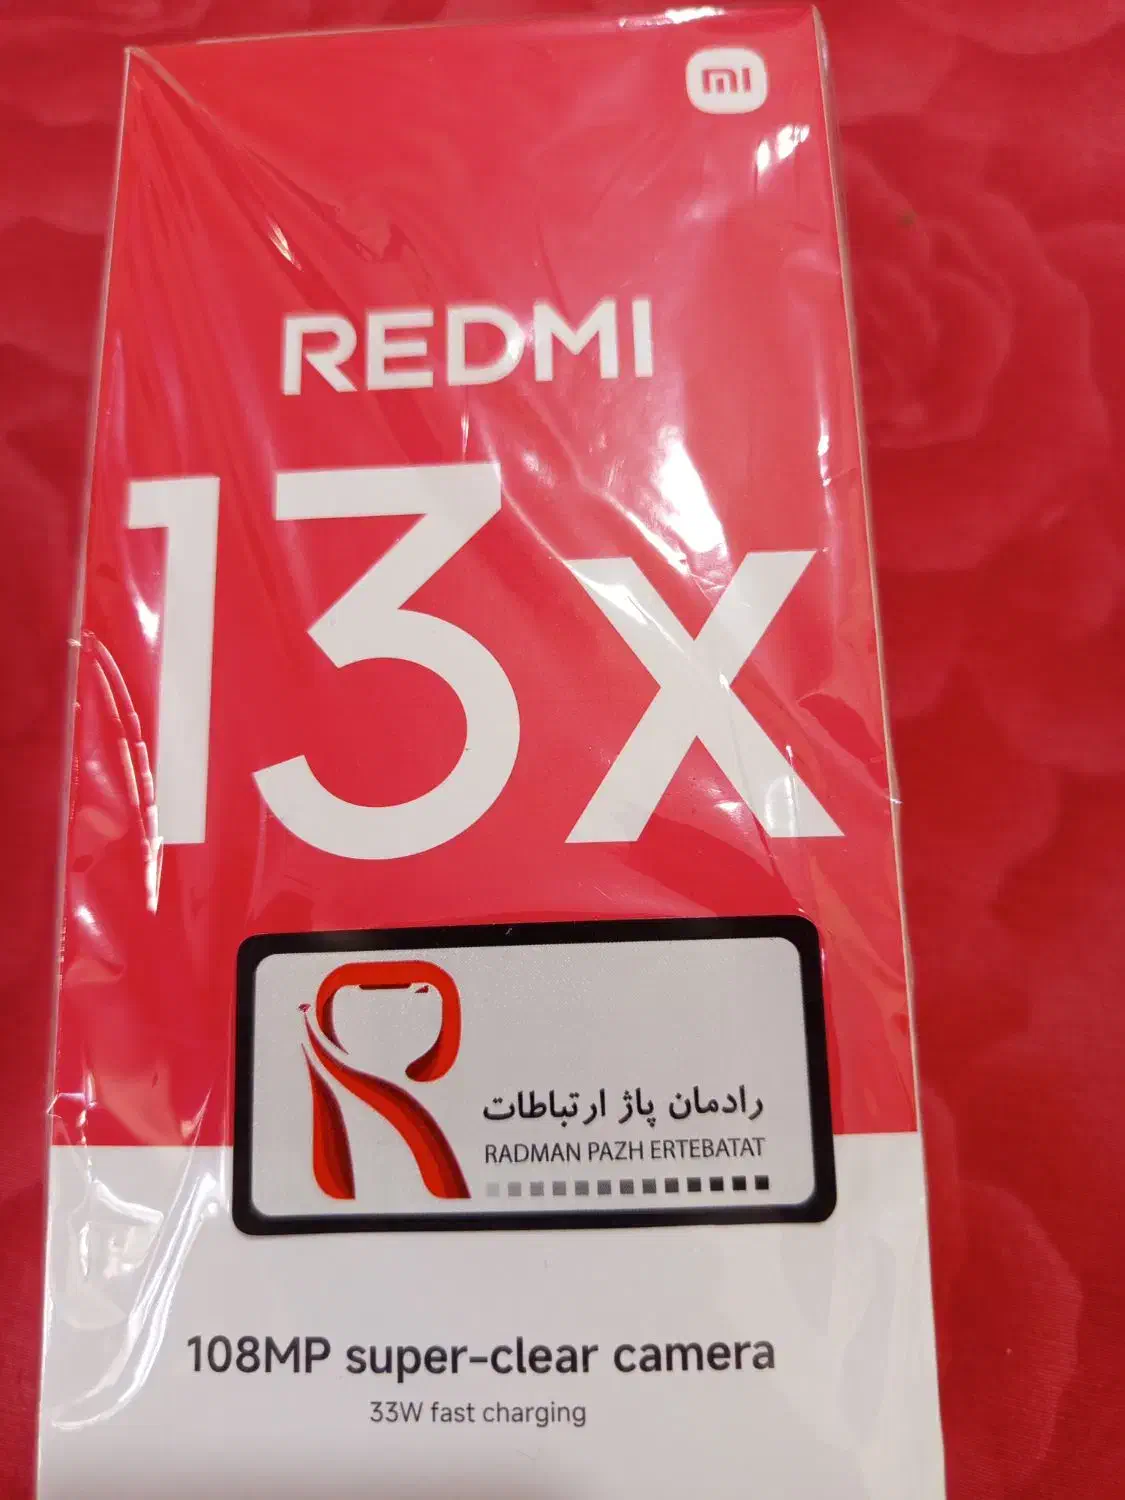 mi
REDMI
13x
رادمان پاژ ارتباطات
RADMAN PAZH ERTEBATAT
108MP super-clear camera
33W fast charging